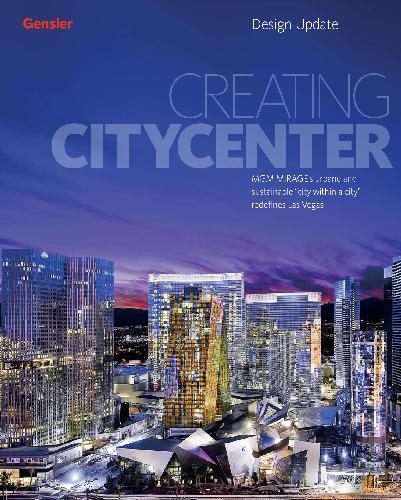 Gensler
Design Update
CREATING
CITYCENTER
MGM MIRAGE's urbane and
sustainable "city within a city"
redefines Las Vegas